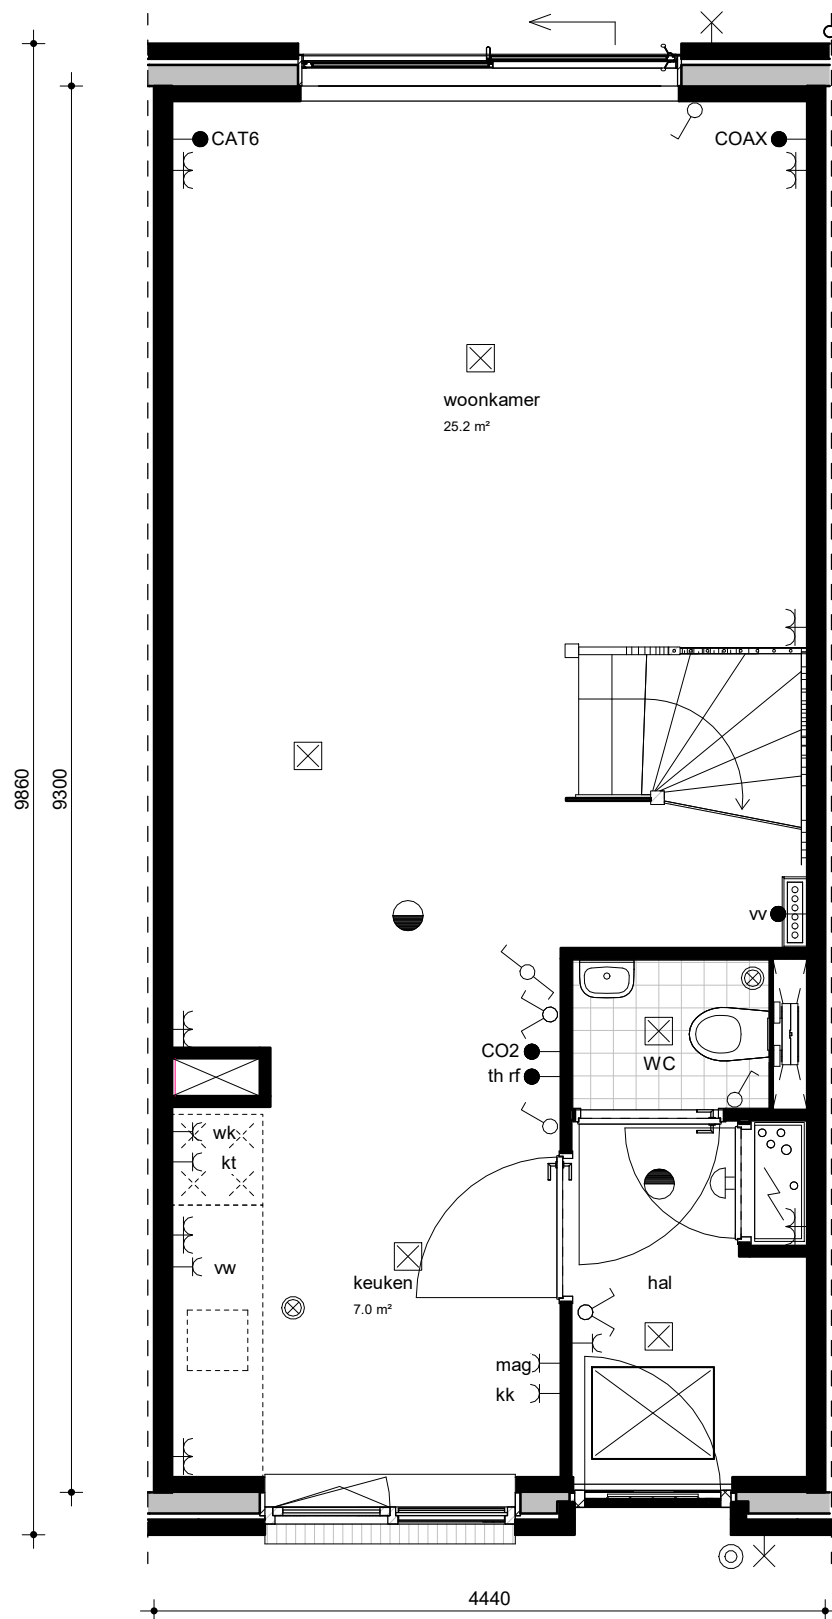 CAT6
COAX
woonkamer
25.2 m²
9860
9300
vv
CO2
th rf
WC
wk
kt
vw
keuken
7.0 m²
hal
mag
kk
4440